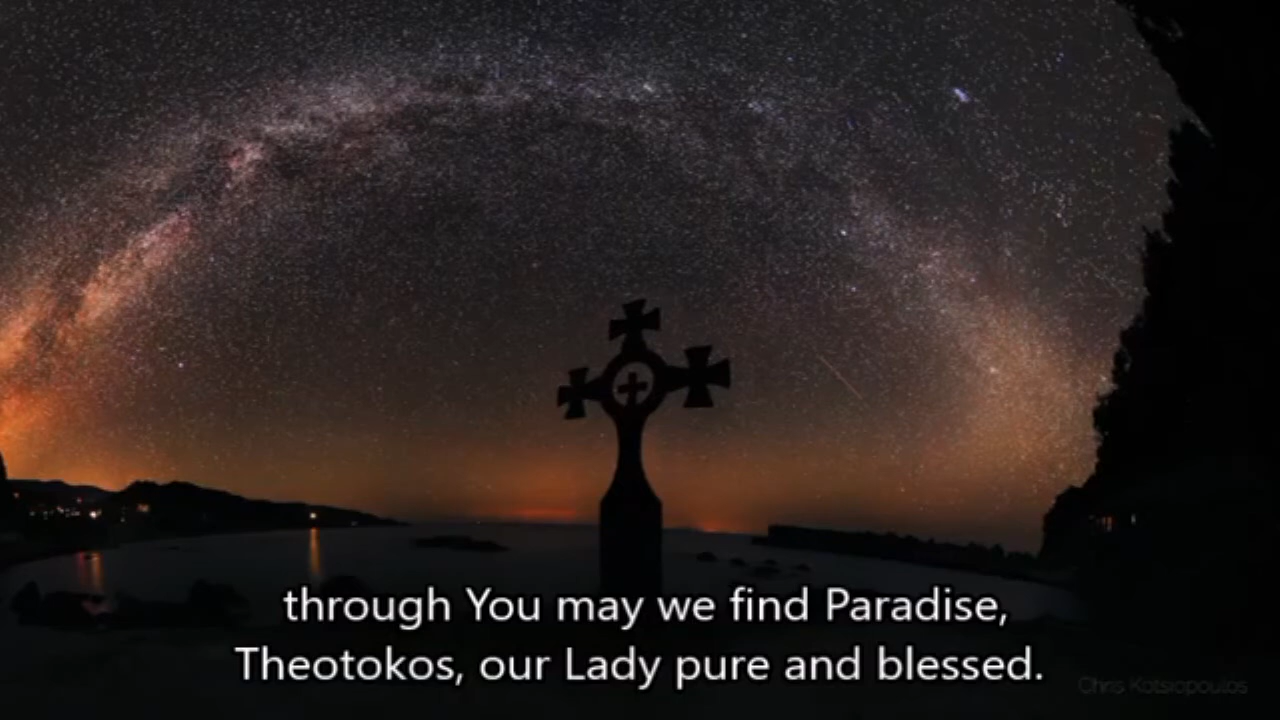 through You may we find Paradise,
Theotokos, our Lady pure and blessed.
Chris Kotsiopoulos